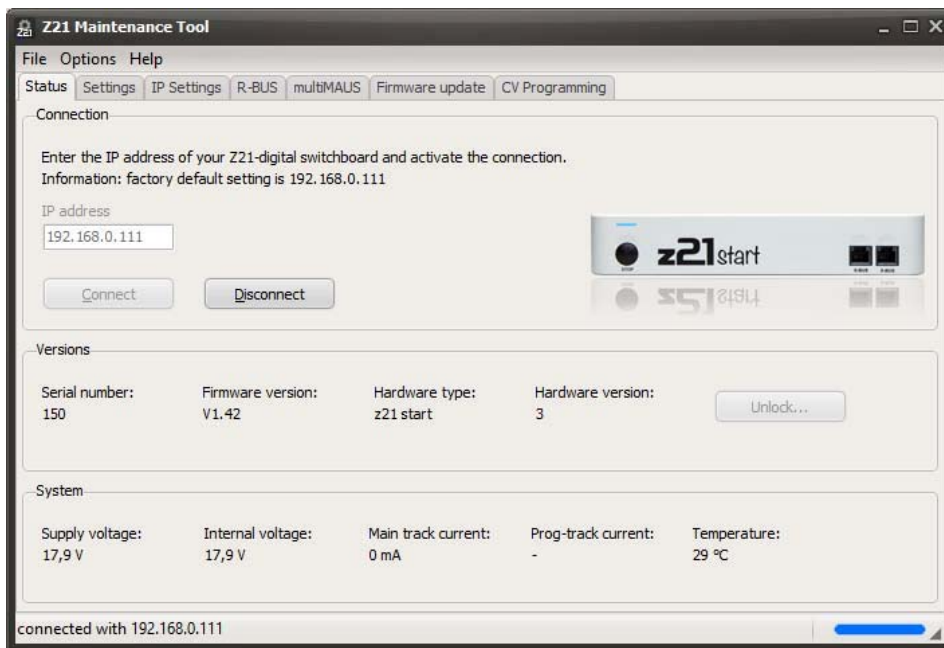 Z21 Maintenance Tool
File Options Help
Status Settings IP Settings R-BUS multiMAUS Firmware update CV Programming
Connection
Enter the IP address of your Z21-digital switchboard and activate the connection.
Information: factory default setting is 192.168.0.111
IP address
192.168.0.111
z21start
Connect Disconnect
Versions
Serial number: Firmware version: Hardware type: Hardware version:
150 V1.42 z21 start 3
Unlock...
System
Supply voltage: Internal voltage: Main track current: Prog-track current: Temperature:
17,9 V 17,9 V 0 mA - 29 ºC
connected with 192.168.0.111